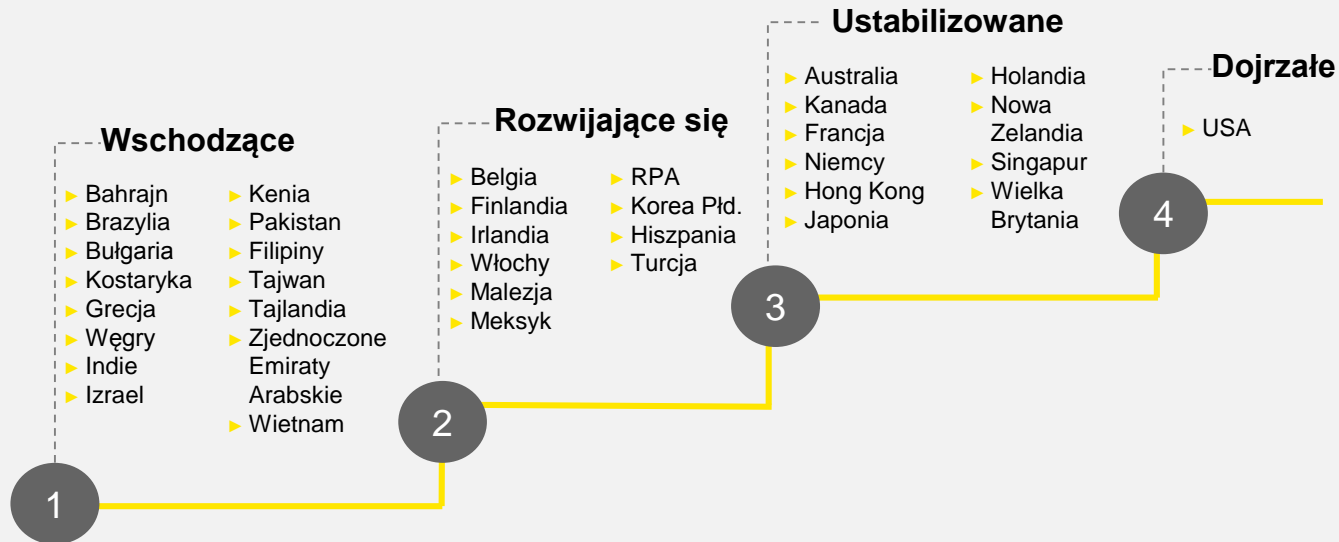 Wschodzące
Bahrajn
Brazylia
Bułgaria
Kostaryka
Grecja
Węgry
Indie
Izrael
Kenia
Pakistan
Filipiny
Tajwan
Tajlandia
Zjednoczone
Emiraty
Arabskie
Wietnam
1
Rozwijające się
Belgia
Finlandia
Irlandia
Włochy
Malezja
Meksyk
RPA
Korea Płd.
Hiszpania
Turcja
2
Ustabilizowane
Australia
Kanada
Francja
Niemcy
Hong Kong
Japonia
Holandia
Nowa
Zelandia
Singapur
Wielka
Brytania
3
Dojrzałe
USA
4